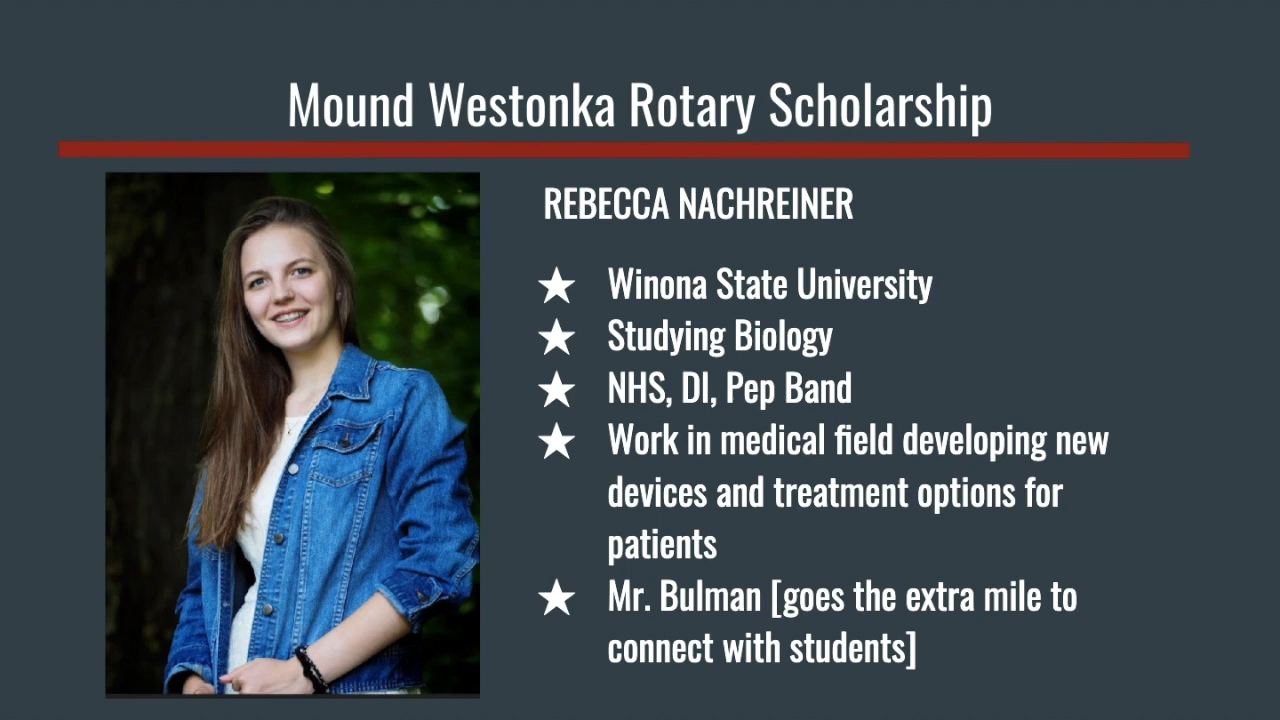 Mound Westonka Rotary Scholarship
REBECCA NACHREINER
★ Winona State University
★ Studying Biology
★ NHS, DI, Pep Band
★ Work in medical field developing new
devices and treatment options for
patients
★ Mr. Bulman [goes the extra mile to
connect with students]